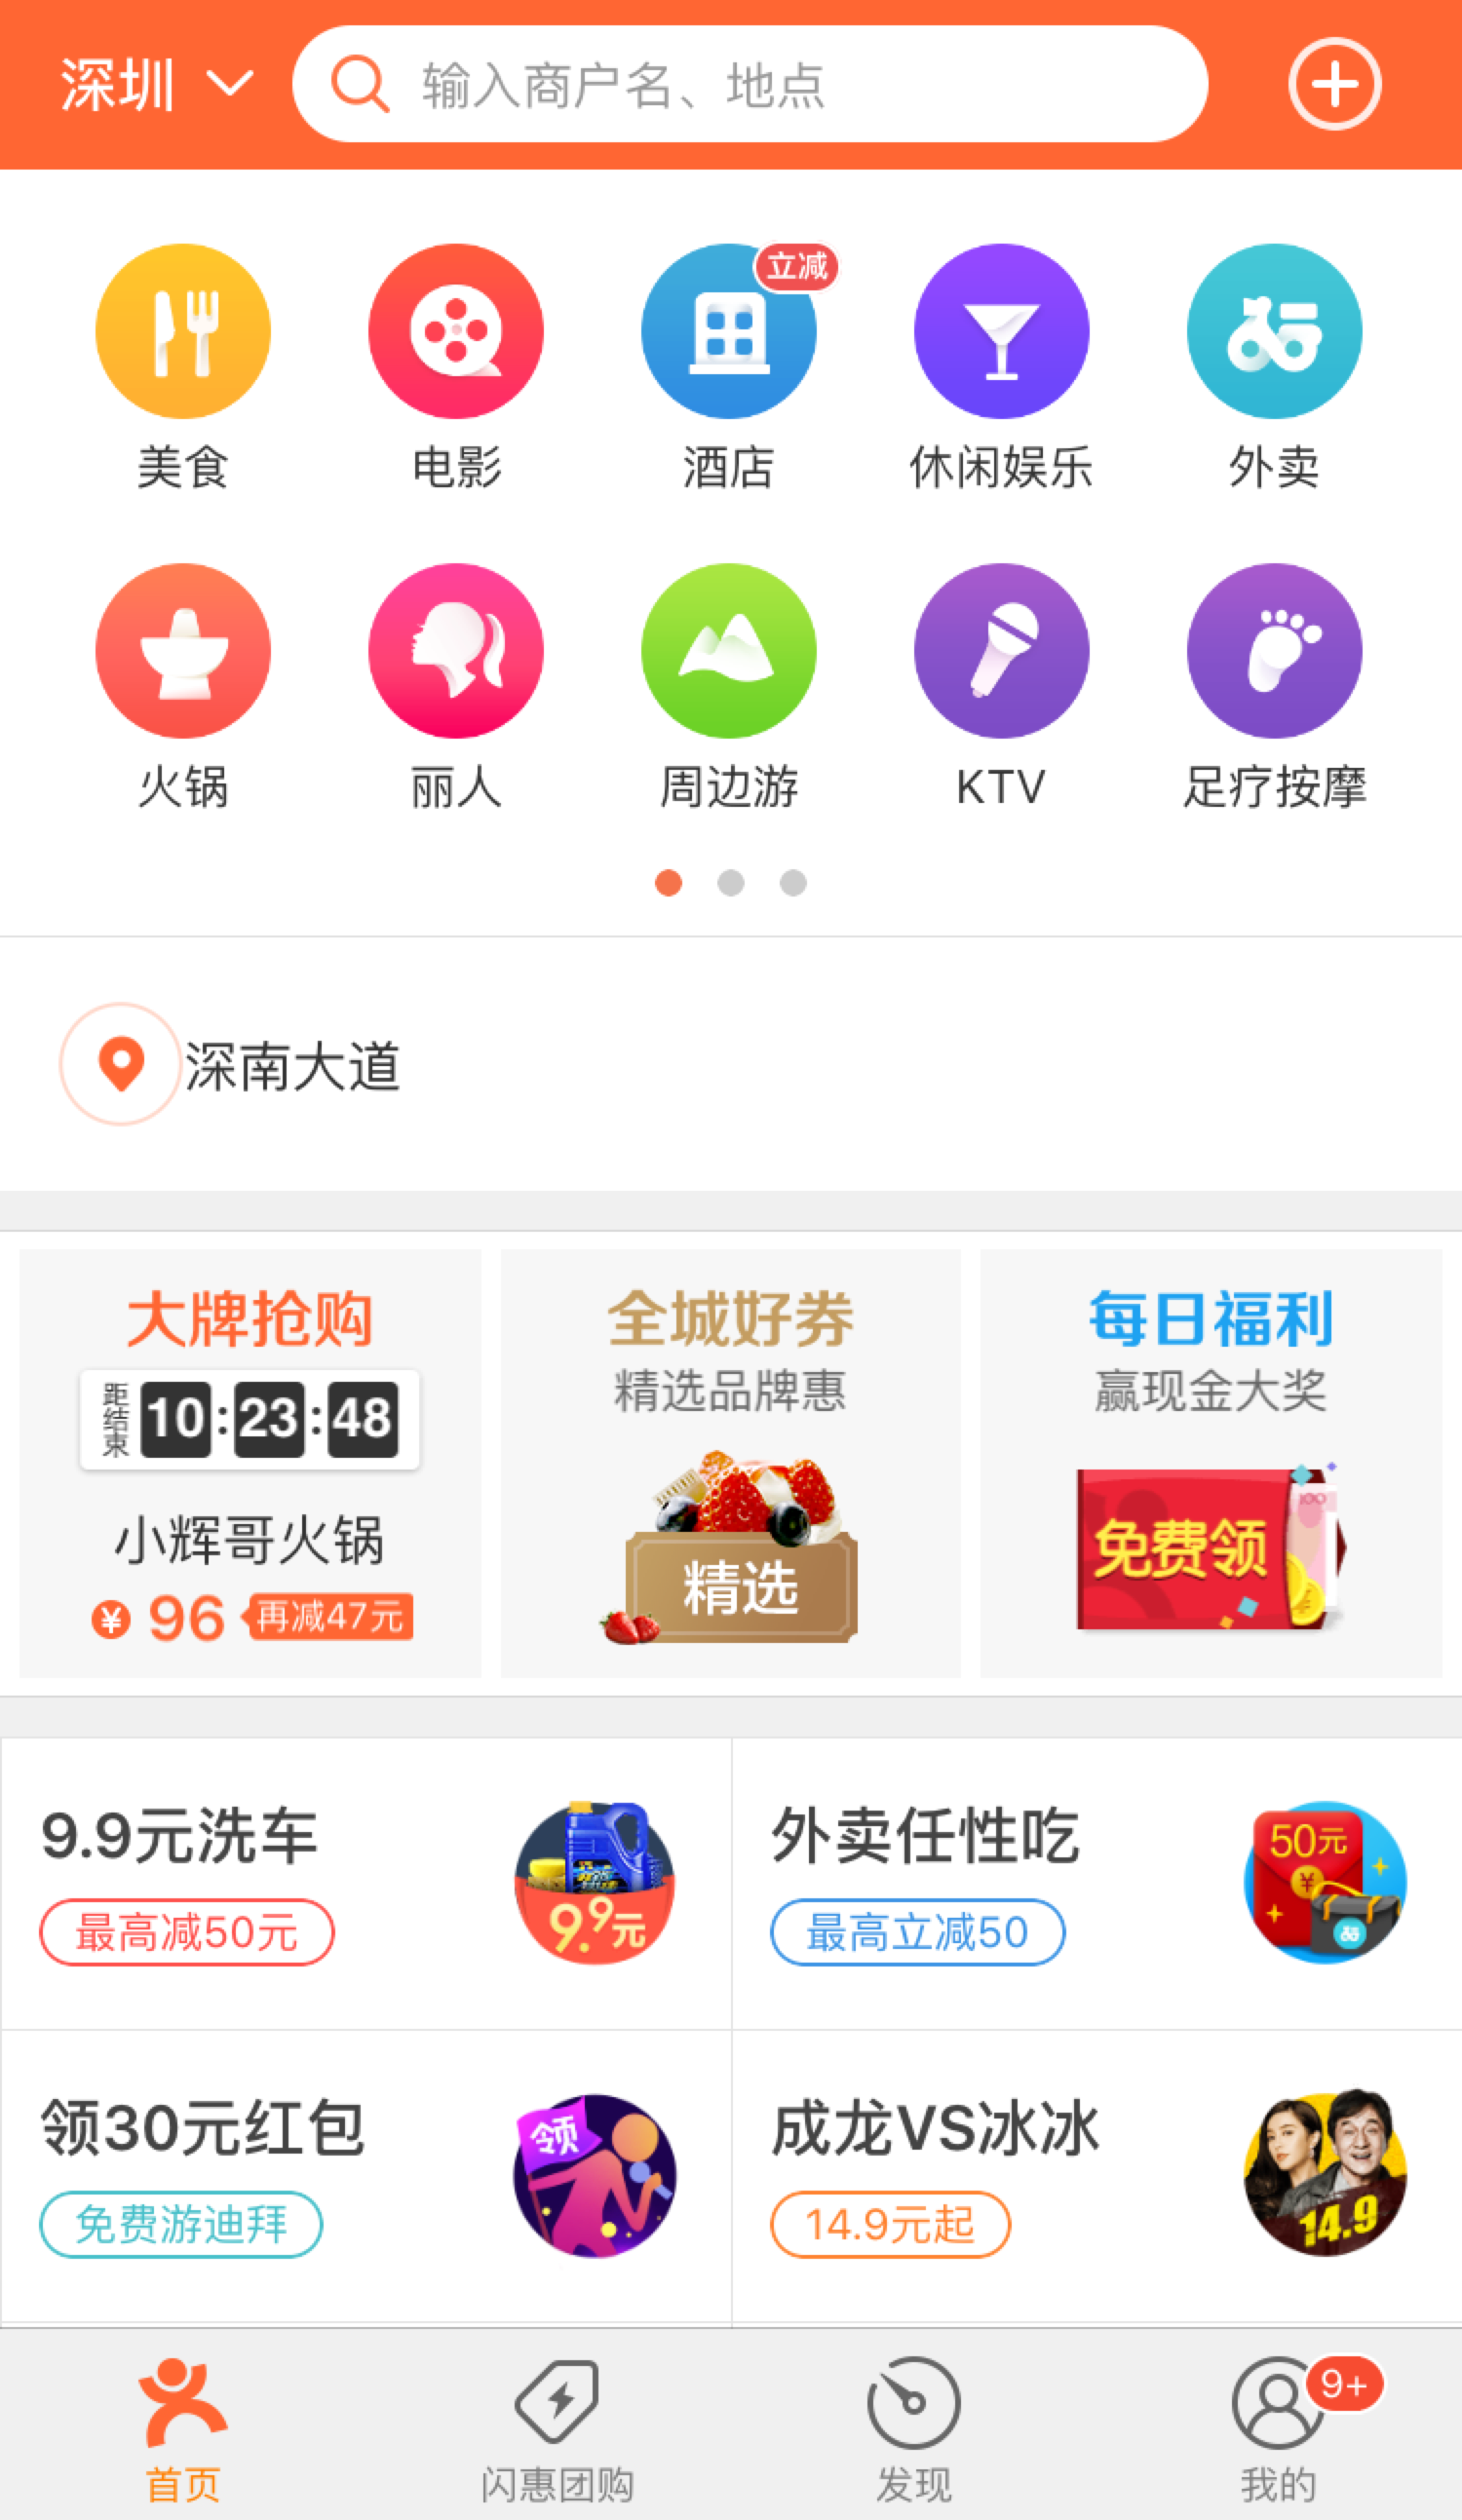 深圳
输入商户名、地点
立减
美食 电影 酒店 休闲娱乐 外卖
火锅 丽人 周边游 KTV 足疗按摩
深南大道
大牌抢购
距结束 10:23:48
小辉哥火锅
¥ 96 再减47元
全城好券
精选品牌惠
精选
每日福利
赢现金大奖
100
免费领
9.9元洗车
最高减50元
9.9元
外卖任性吃
最高立减50
50元
¥
领30元红包
免费游迪拜
领
成龙VS冰冰
14.9元起
14.9
9+
首页 闪惠团购 发现 我的